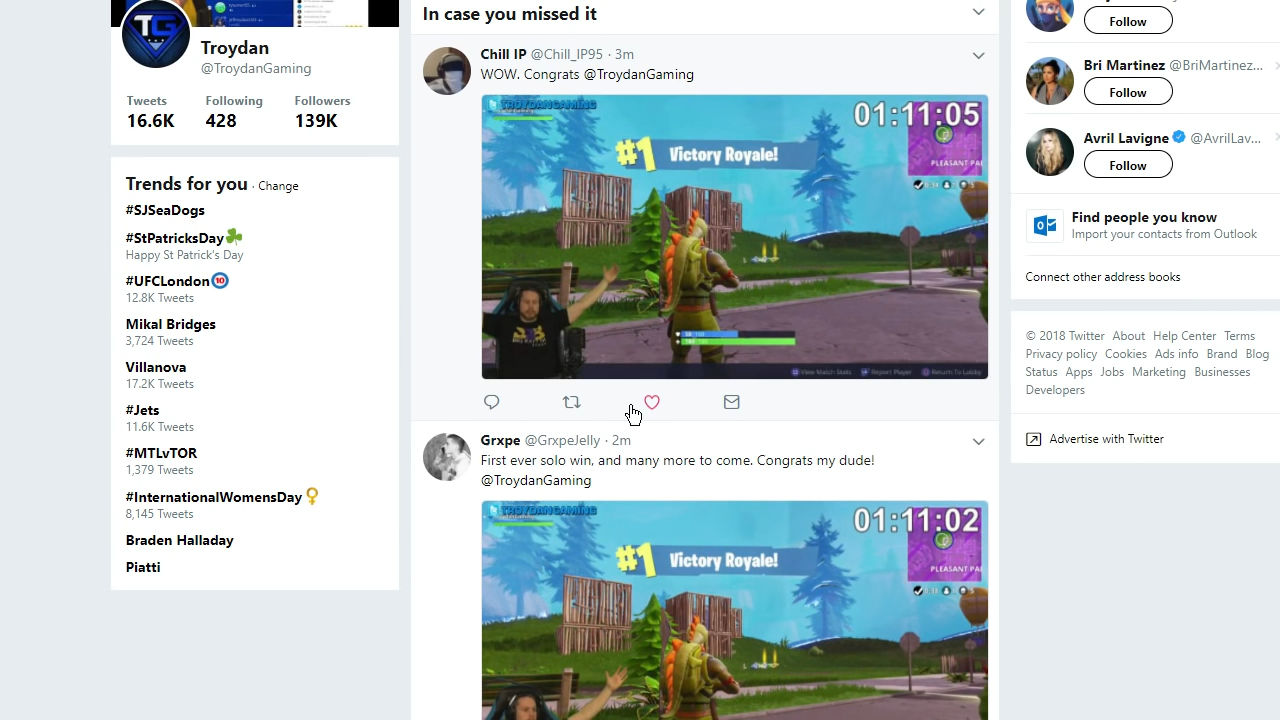 Troydan
@TroydanGaming
Tweets Following Followers
16.6K 428 139K
Trends for you · Change
#SJSeaDogs
#StPatricksDay
Happy St Patrick's Day
#UFCLondon
12.8K Tweets
Mikal Bridges
3,724 Tweets
Villanova
17.2K Tweets
#Jets
11.6K Tweets
#MTLvTOR
1,379 Tweets
#InternationalWomensDay
8,145 Tweets
Braden Halladay
Piatti
In case you missed
Chill IP @Chill_IP95 · 3m
WOW. Congrats @TroydanGaming
TROYDANGAMING
01:11:05
#1 Victory Royale!
PLEASANT PA
View Match Stats Report Player Return To Lobby
Grxpe @GrxpeJelly · 2m
First ever solo win, and many more to come. Congrats my dude!
@TroydanGaming
TROYDANGAMING
01:11:02
#1 Victory Royale!
PLEASANT PA
Follow
Bri Martinez @BriMartinez...
Follow
Avril Lavigne @AvrilLav...
Follow
Find people you know
Import your contacts from Outlook
Connect other address books
© 2018 Twitter About Help Center Terms
Privacy policy Cookies Ads info Brand Blog
Status Apps Jobs Marketing Businesses
Developers
Advertise with Twitter